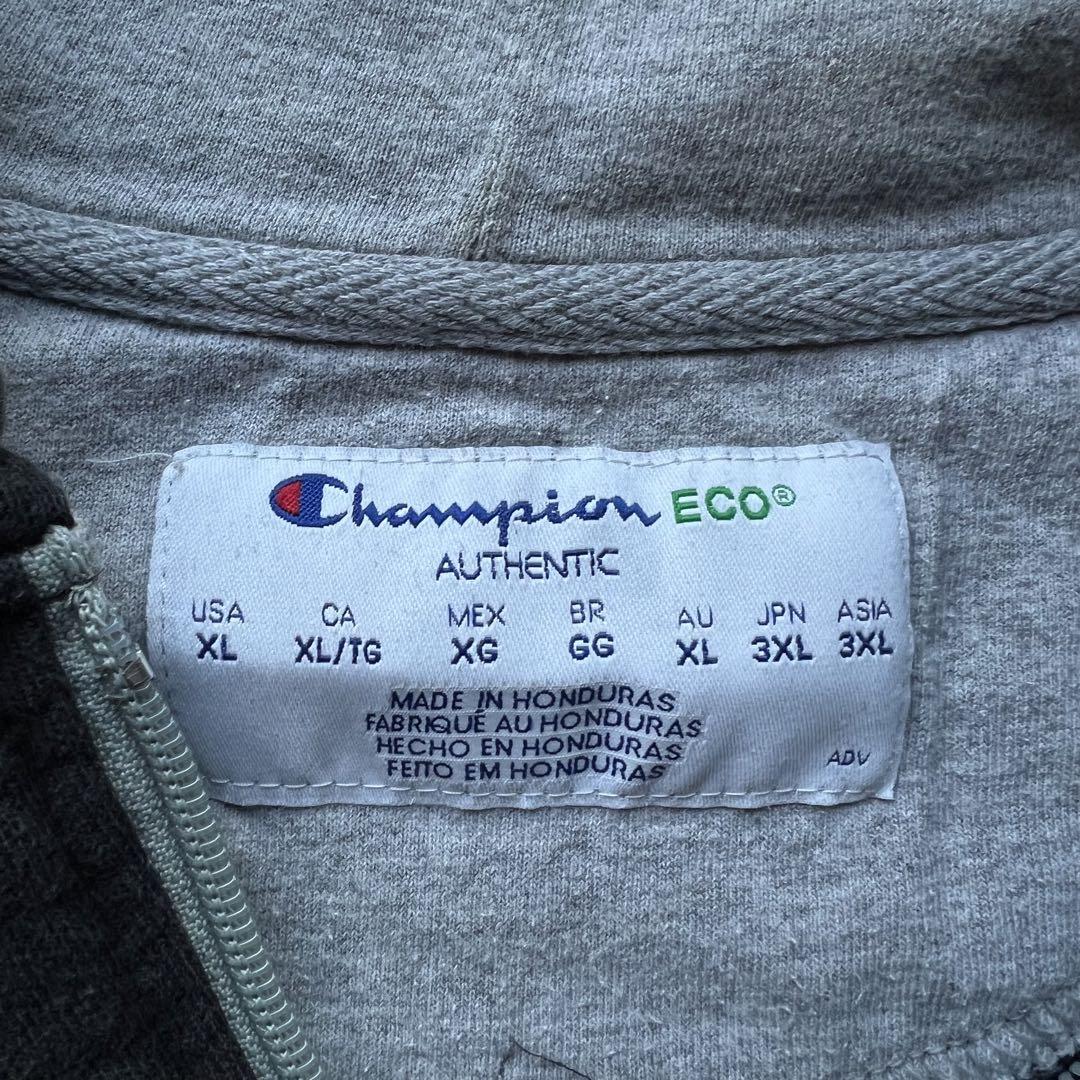 Champion ECO®
AUTHENTIC
USA CA MEX BR AU JPN ASIA
XL XL/TG XG GG XL 3XL 3XL
MADE IN HONDURAS
FABRIQUÉ AU HONDURAS
HECHO EN HONDURAS
FEITO EM HONDURAS
ADV